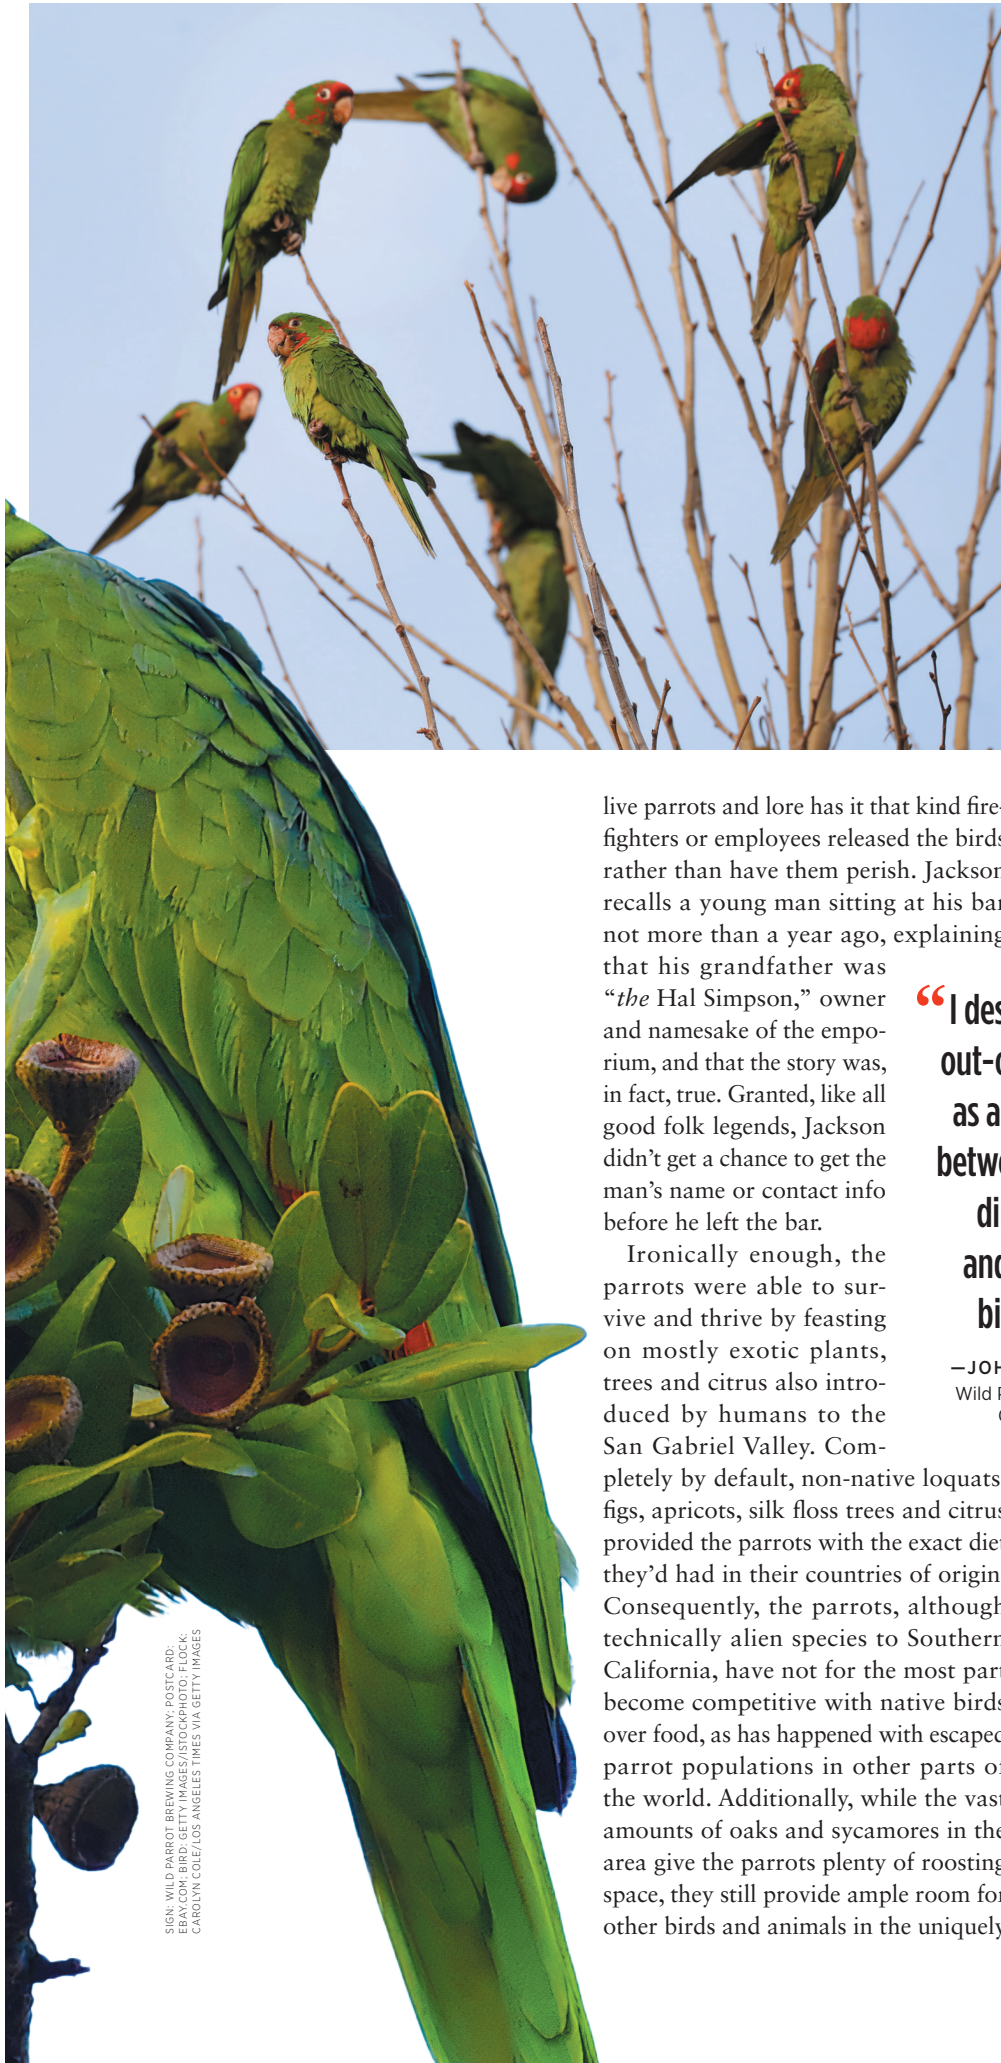 live parrots and lore has it that kind fire-
fighters or employees released the birds
rather than have them perish. Jackson
recalls a young man sitting at his bar
not more than a year ago, explaining
that his grandfather was
“the Hal Simpson,” owner
and namesake of the empo-
rium, and that the story was,
in fact, true. Granted, like all
good folk legends, Jackson
didn’t get a chance to get the
man’s name or contact info
before he left the bar.
Ironically enough, the
parrots were able to sur-
vive and thrive by feasting
on mostly exotic plants,
trees and citrus also intro-
duced by humans to the
San Gabriel Valley. Com-
pletely by default, non-native loquats,
figs, apricots, silk floss trees and citrus
provided the parrots with the exact diet
they’d had in their countries of origin.
Consequently, the parrots, although
technically alien species to Southern
California, have not for the most part
become competitive with native birds
over food, as has happened with escaped
parrot populations in other parts of
the world. Additionally, while the vast
amounts of oaks and sycamores in the
area give the parrots plenty of roosting
space, they still provide ample room for
other birds and animals in the uniquely
“I
as a
and
SIGN: WILD PARROT BREWING COMPANY; POSTCARD:
EBAY.COM; BIRD: GETTY IMAGES/ISTOCKPHOTO; FLOCK:
CAROLYN COLE/LOS ANGELES TIMES VIA GETTY IMAGES